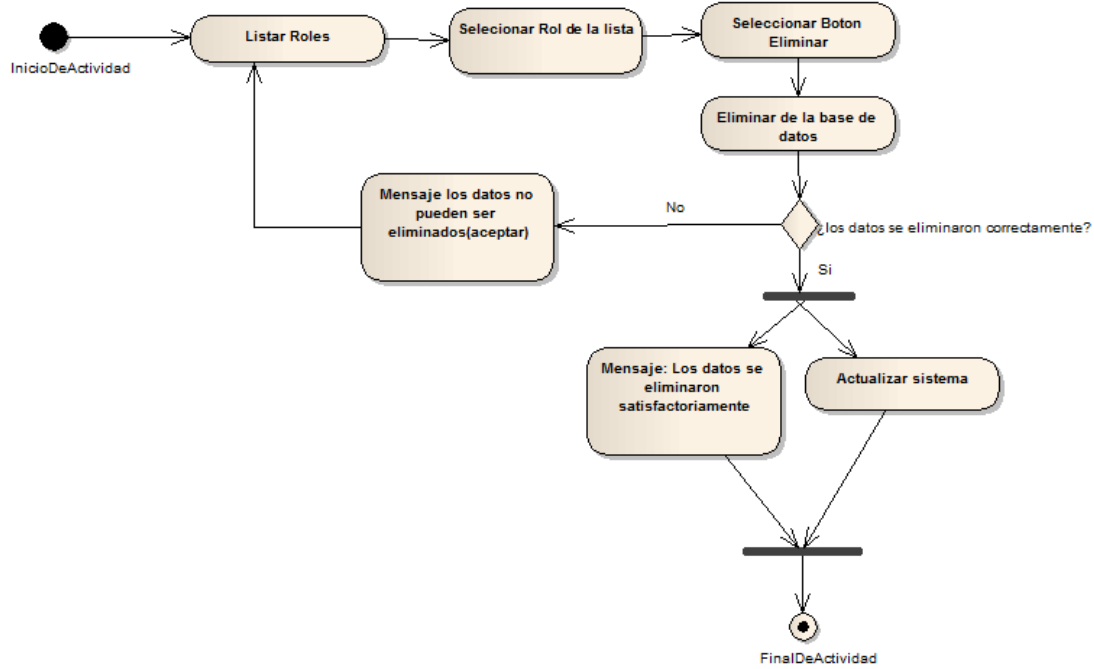 InicioDeActividad
Listar Roles
Selecionar Rol de la lista
Seleccionar Boton
Eliminar
Eliminar de la base de
datos
¿los datos se eliminaron correctamente?
No
Mensaje los datos no
pueden ser
eliminados(aceptar)
Si
Mensaje: Los datos se
eliminaron
satisfactoriamente
Actualizar sistema
FinalDeActividad